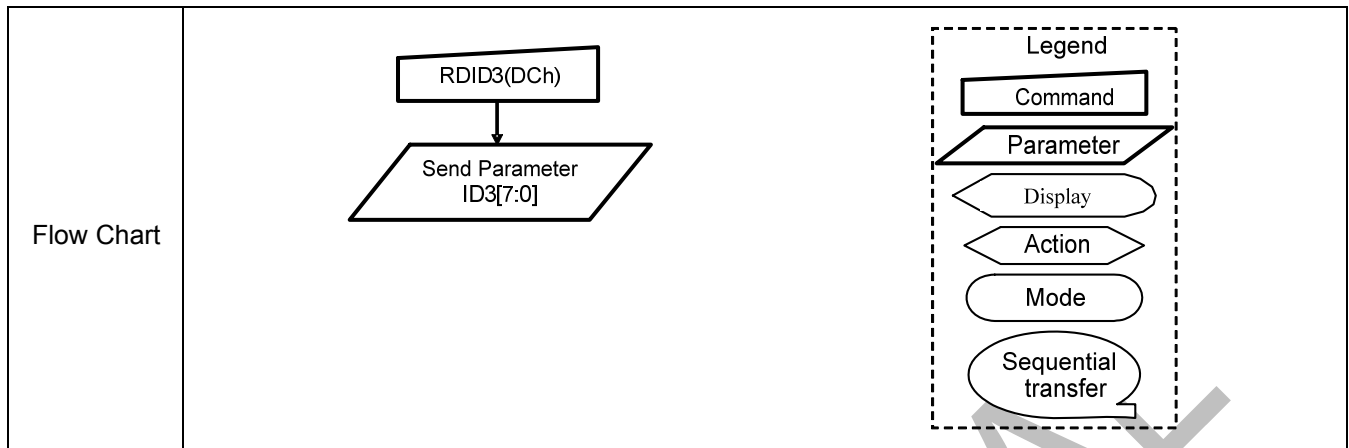 Flow Chart
RDID3(DCh)
Send Parameter
ID3[7:0]
Legend
Command
Parameter
Display
Action
Mode
Sequential
transfer